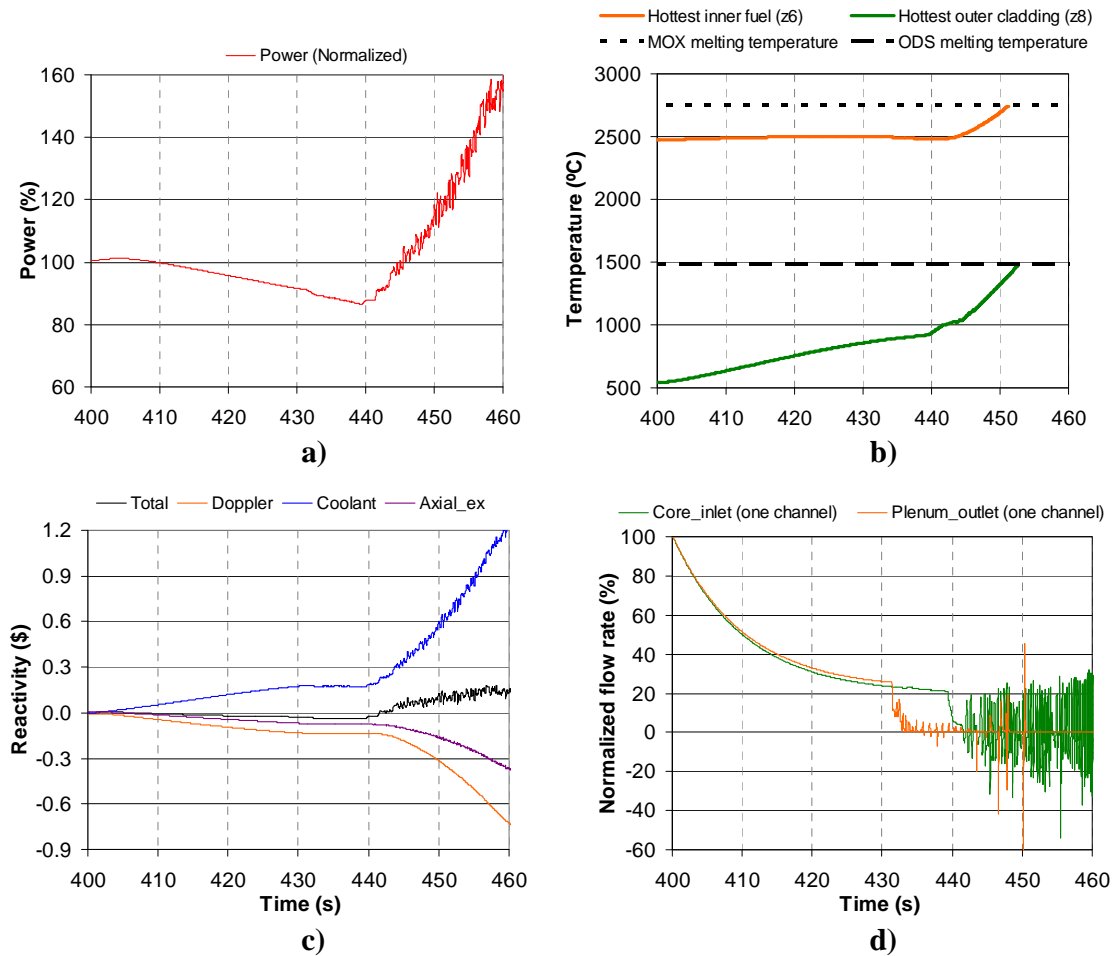 Power (Normalized)
160
140
120
100
80
60
Power (%)
400 410 420 430 440 450 460
a)
Hottest inner fuel (z6) Hottest outer cladding (z8)
MOX melting temperature ODS melting temperature
3000
2500
2000
1500
1000
500
Termperature (ºC)
400 410 420 430 440 450 460
b)
Total Doppler Coolant Axial_ex
1.2
0.9
0.6
0.3
0.0
-0.3
-0.6
-0.9
Reactivity ($)
400 410 420 430 440 450 460
Time (s)
c)
Core_inlet (one channel) Plenum_outlet (one channel)
100
80
60
40
20
0
-20
-40
-60
Normalized flow rate (%)
400 410 420 430 440 450 460
Time (s)
d)